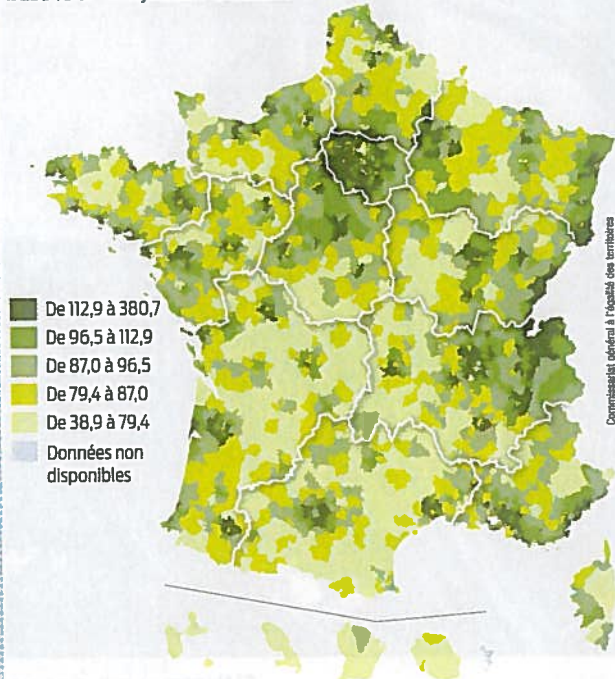 De 112,9 à 380,7
De 96,5 à 112,9
De 87,0 à 96,5
De 79,4 à 87,0
De 38,9 à 79,4
Données non
disponibles
Commissariat général à l'égalité des territoires